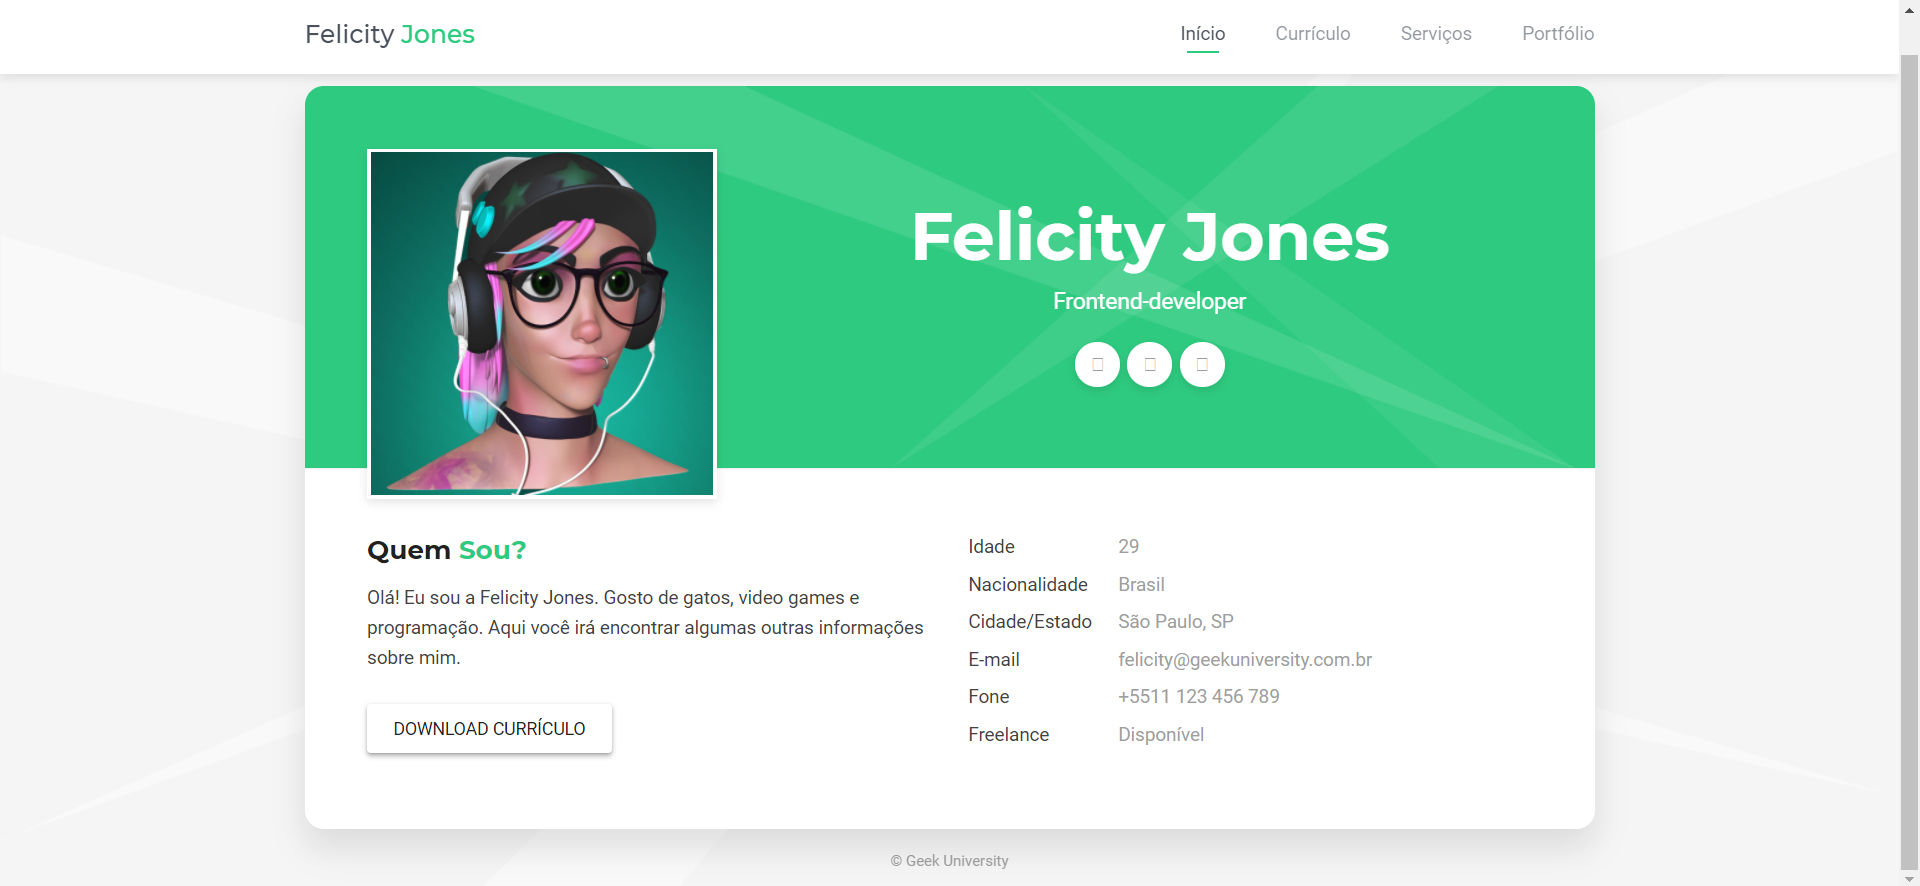 Felicity Jones
Início Currículo Serviços Portfólio
Felicity Jones
Frontend-developer
Quem Sou?
Olá! Eu sou a Felicity Jones. Gosto de gatos, video games e
programação. Aqui você irá encontrar algumas outras informações
sobre mim.
DOWNLOAD CURRÍCULO
Idade 29
Nacionalidade Brasil
Cidade/Estado São Paulo, SP
E-mail felicity@geekuniversity.com.br
Fone +5511 123 456 789
Freelance Disponível
© Geek University